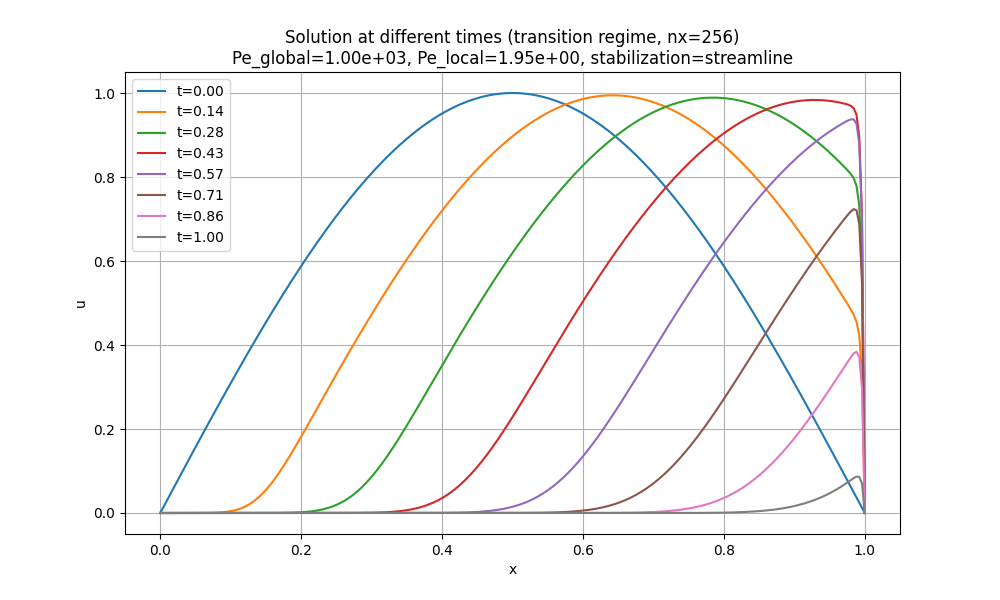 Solution at different times (transition regime, nx=256)
Pe_global=1.00e+03, Pe_local=1.95e+00, stabilization=streamline
t=0.00
t=0.14
t=0.28
t=0.43
t=0.57
t=0.71
t=0.86
t=1.00
1.0
0.8
0.6
0.4
0.2
0.0
u
0.0 0.2 0.4 0.6 0.8 1.0
x